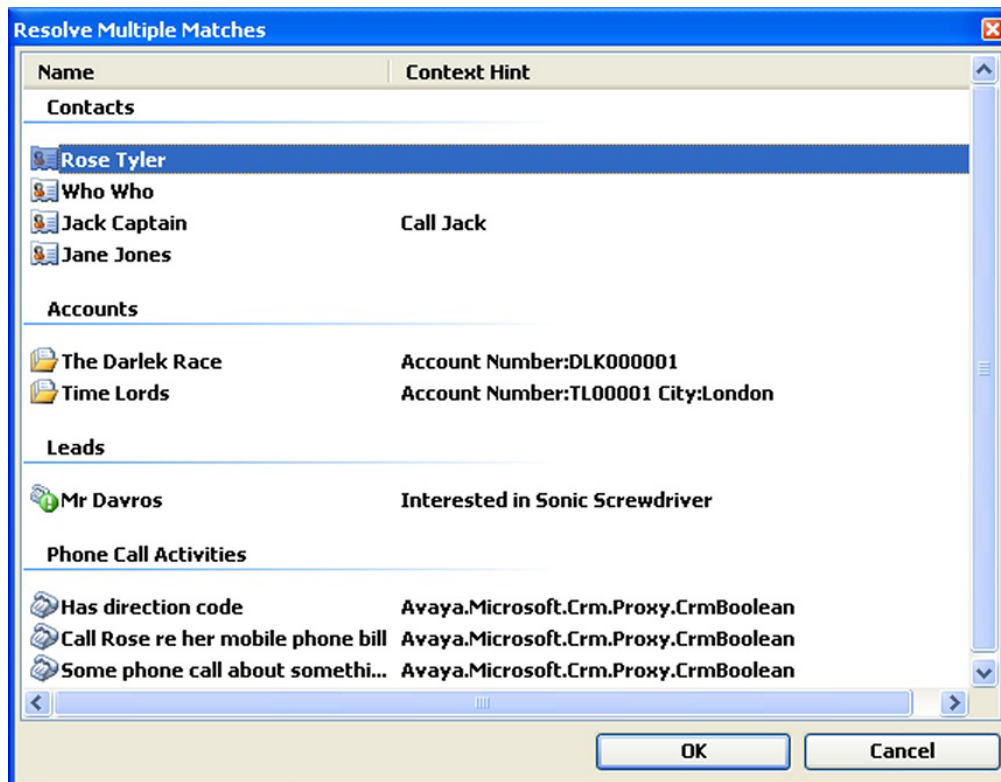 Resolve Multiple Matches
Name Context Hint
Contacts
Rose Tyler
Who Who
Jack Captain Call Jack
Jane Jones
Accounts
The Darlek Race Account Number:DLK000001
Time Lords Account Number:TL00001 City:London
Leads
Mr Davros Interested in Sonic Screwdriver
Phone Call Activities
Has direction code Avaya.Microsoft.Crm.Proxy.CrmBoolean
Call Rose re her mobile phone bill Avaya.Microsoft.Crm.Proxy.CrmBoolean
Some phone call about somethi... Avaya.Microsoft.Crm.Proxy.CrmBoolean
OK Cancel